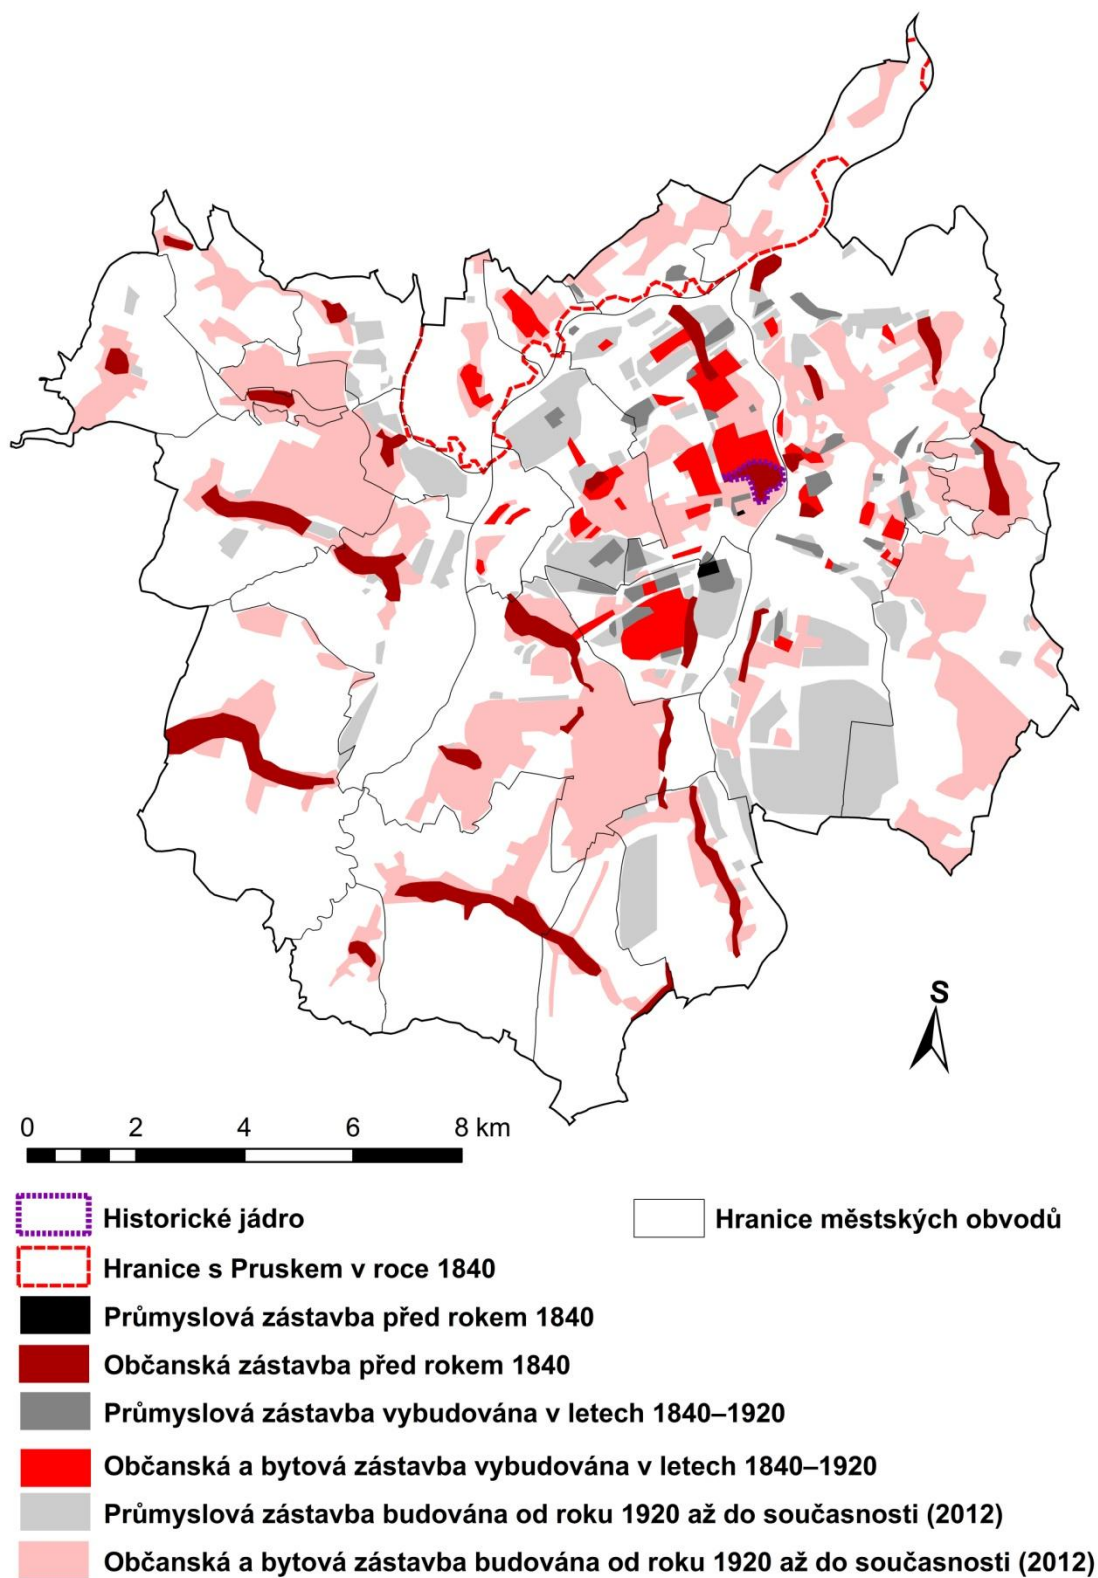 S
0 2 4 6 8 km
Historické jádro
Hranice městských obvodů
Hranice s Pruskem v roce 1840
Průmyslová zástavba před rokem 1840
Občanská zástavba před rokem 1840
Průmyslová zástavba vybudována v letech 1840–1920
Občanská a bytová zástavba vybudována v letech 1840–1920
Průmyslová zástavba budována od roku 1920 až do současnosti (2012)
Občanská a bytová zástavba budována od roku 1920 až do současnosti (2012)